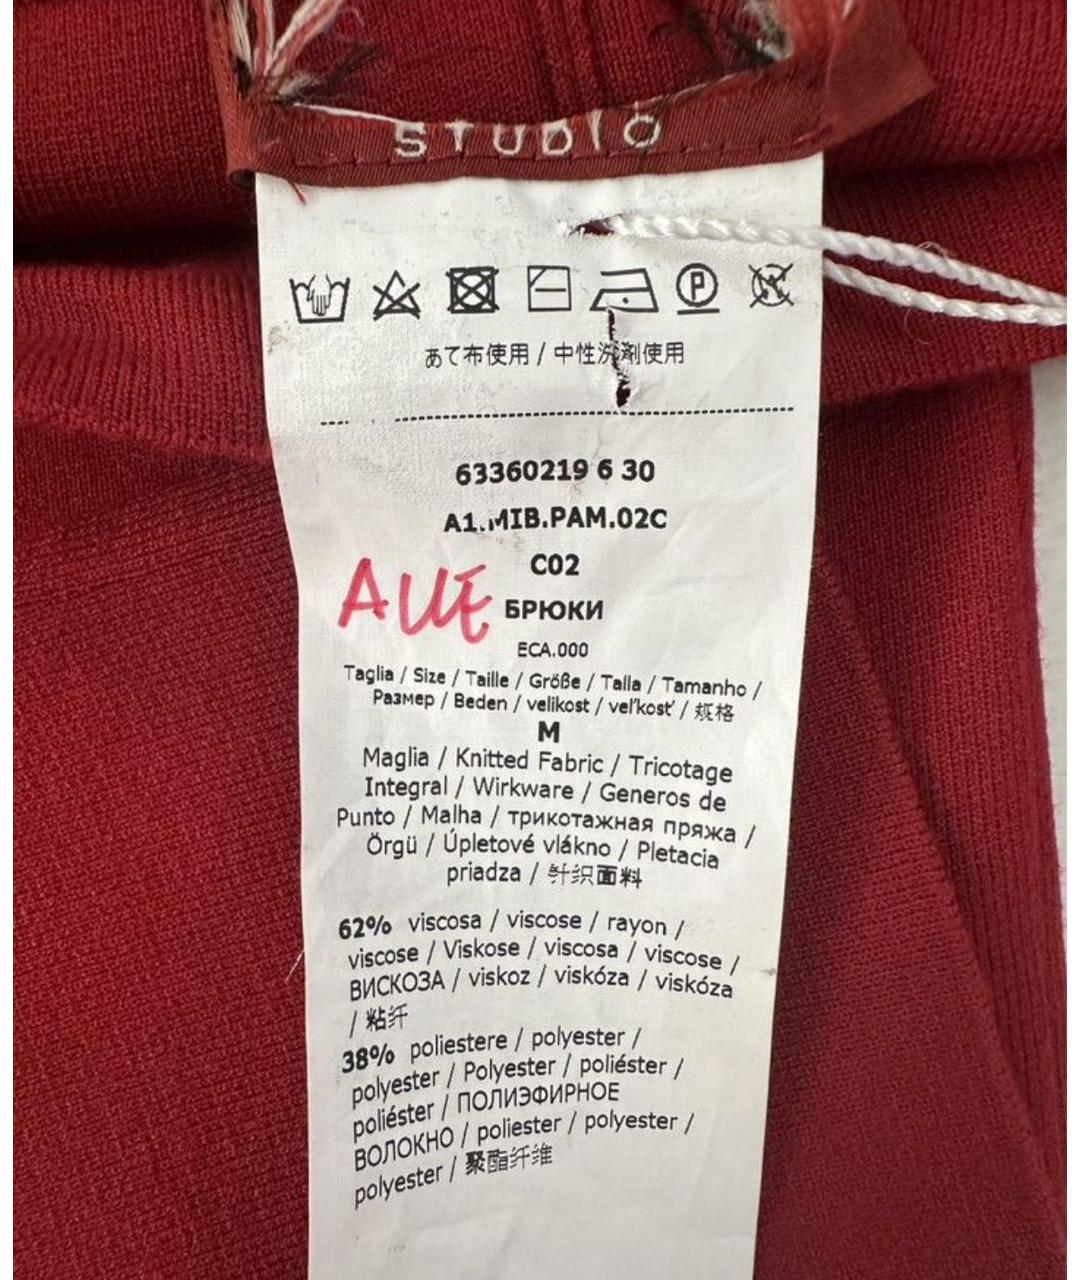 STUDIO
あて布使用 / 中性洗剤使用
63360219 6 30
A1.MIB.PAM.02C
C02
AUE
БРЮКИ
ECA.000
Taglia / Size / Taille / Größe / Talla / Tamanho /
Размер / Beden / velikost / veľkosť / 规格
M
Maglia / Knitted Fabric / Tricotage
Integral / Wirkware / Generos de
Punto / Malha / трикотажная пряжа /
Örgü / Úpletové vlákno / Pletacia
priadza / 针织面料
62% viscosa / viscose / rayon /
viscose / Viskose / viscosa / viscose /
ВИСКОЗА / viskoz / viskóza / viskóza
/ 粘纤
38% poliestere / polyester /
polyester / Polyester / poliéster /
poliéster / ПОЛИЭФИРНОЕ
ВОЛОКНО / poliester / polyester /
polyester / 聚酯纤维